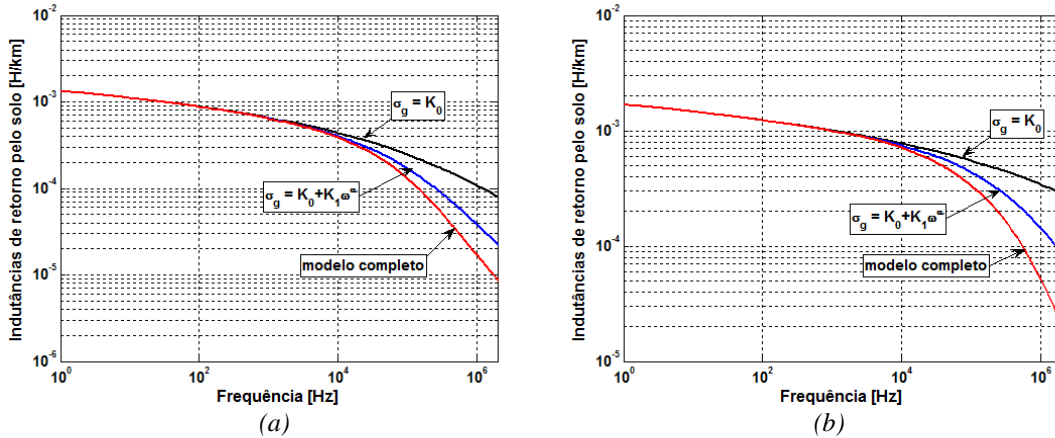 Indutâncias de retorno pelo solo [H/km]
10⁻²
10⁻³
10⁻⁴
10⁻⁵
10⁻⁶
σg = K₀
σg = K₀+K₁ωᵅ
modelo completo
10⁰
10²
10⁴
10⁶
Frequência [Hz]
(a)
Indutâncias de retorno pelo solo [H/km]
10⁻²
10⁻³
10⁻⁴
10⁻⁵
σg = K₀
σg = K₀+K₁ωᵅ
modelo completo
10⁰
10²
10⁴
10⁶
Frequência [Hz]
(b)